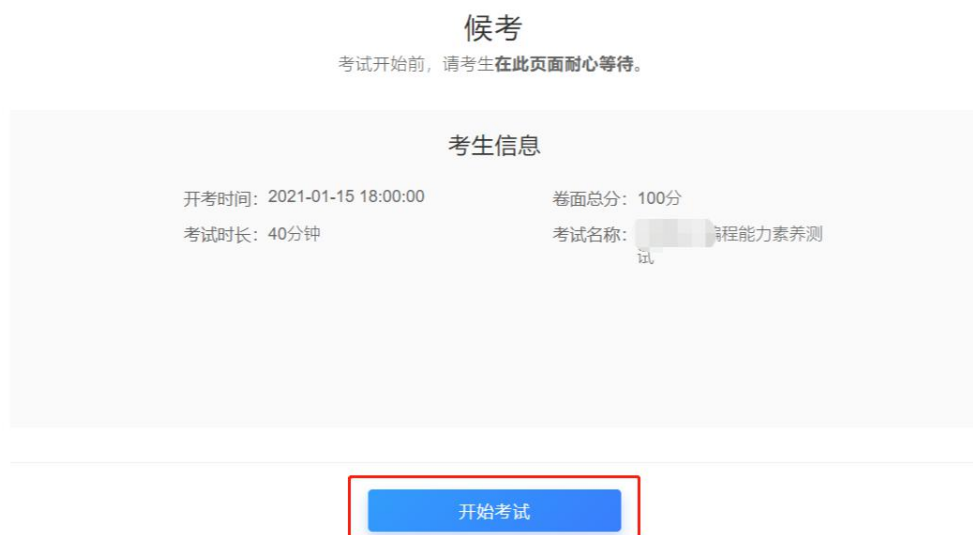 候考
考试开始前，请考生在此页面耐心等待。
考生信息
开考时间：2021-01-15 18:00:00
卷面总分：100分
考试时长：40分钟
考试名称：程能力素养测
试
开始考试